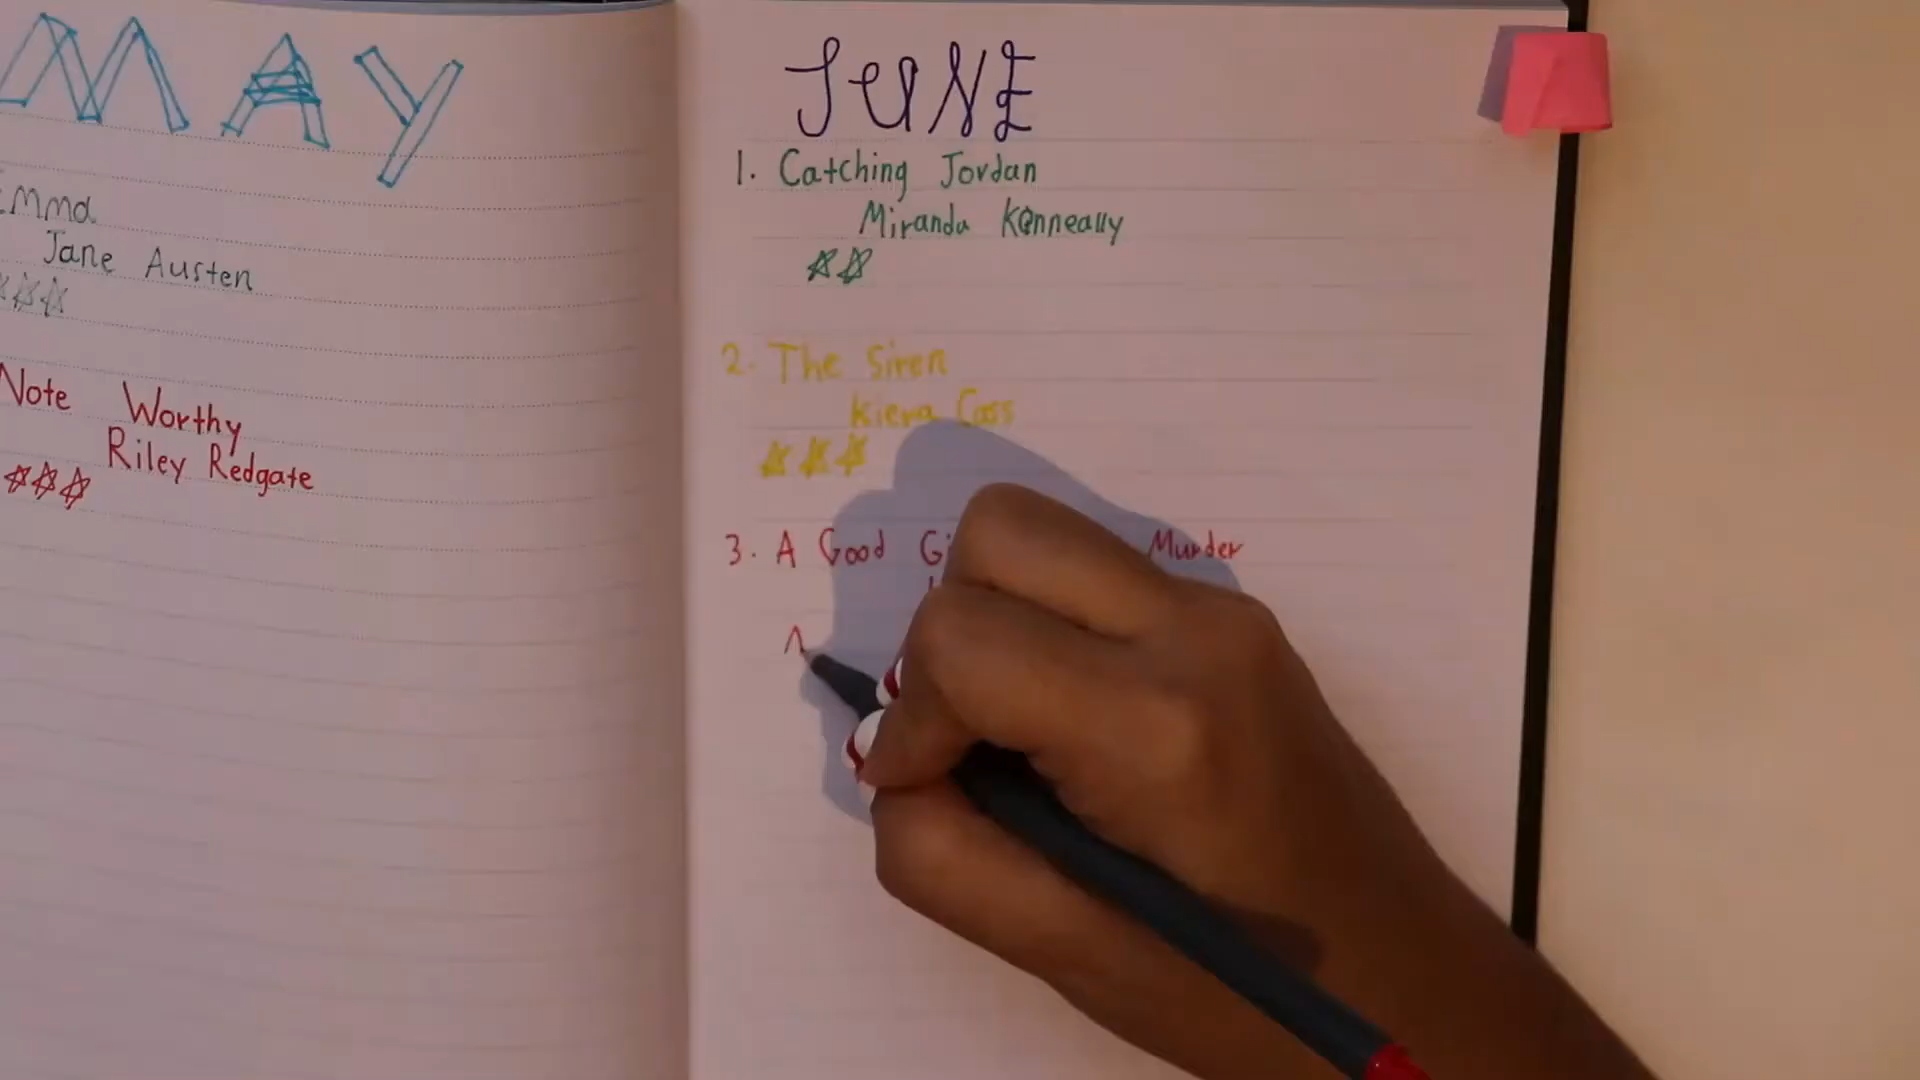 MAY
Emma
Jane Austen
Note Worthy
Riley Redgate
JUNE
1. Catching Jordan
Miranda Kenneally
2. The Siren
Kiera Cass
3. A Good Murder